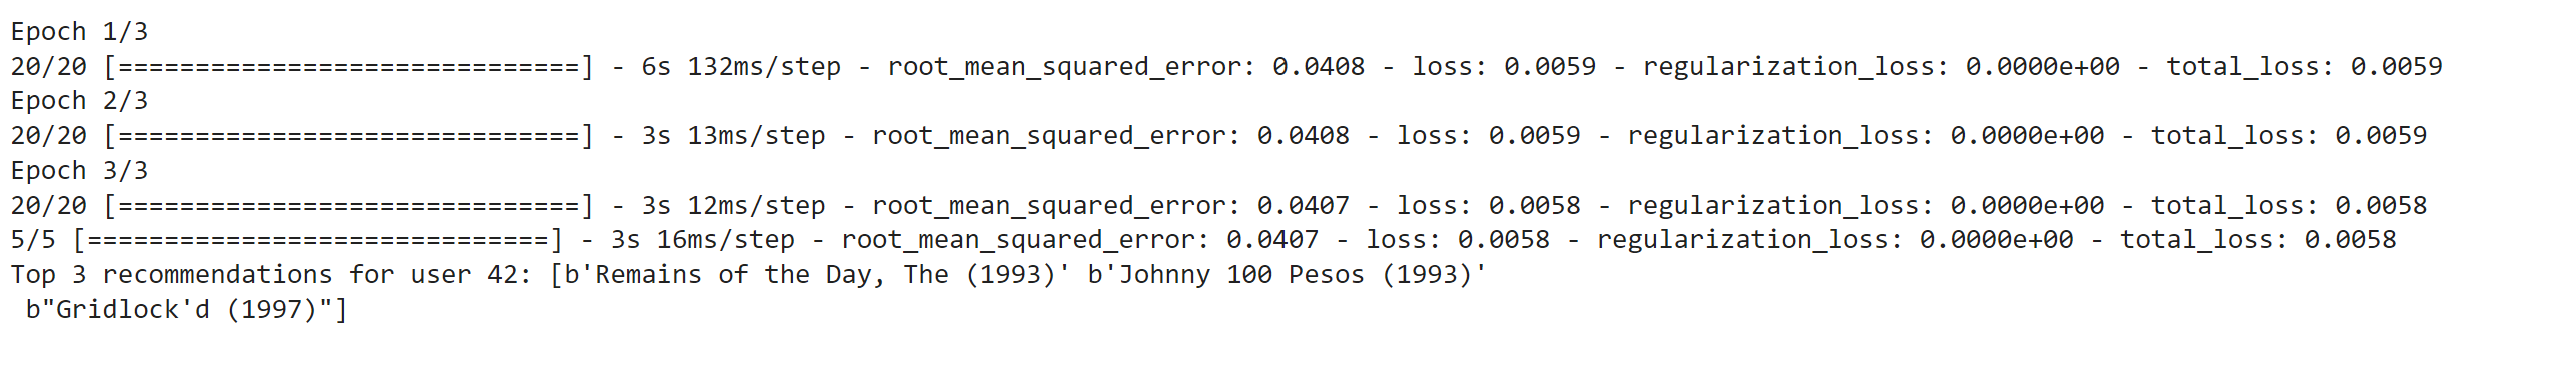 Epoch 1/3
20/20 [==============================] - 6s 132ms/step - root_mean_squared_error: 0.0408 - loss: 0.0059 - regularization_loss: 0.0000e+00 - total_loss: 0.0059
Epoch 2/3
20/20 [==============================] - 3s 13ms/step - root_mean_squared_error: 0.0408 - loss: 0.0059 - regularization_loss: 0.0000e+00 - total_loss: 0.0059
Epoch 3/3
20/20 [==============================] - 3s 12ms/step - root_mean_squared_error: 0.0407 - loss: 0.0058 - regularization_loss: 0.0000e+00 - total_loss: 0.0058
5/5 [==============================] - 3s 16ms/step - root_mean_squared_error: 0.0407 - loss: 0.0058 - regularization_loss: 0.0000e+00 - total_loss: 0.0058
Top 3 recommendations for user 42: [b'Remains of the Day, The (1993)' b'Johnny 100 Pesos (1993)'
 b"Gridlock'd (1997)"]